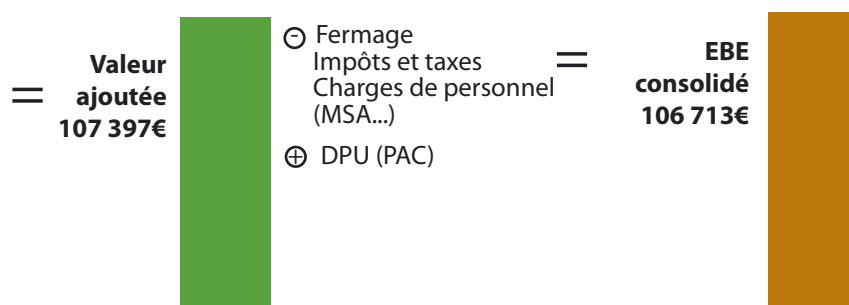 =
Valeur
ajoutée
107 397€
⊖ Fermage
Impôts et taxes
Charges de personnel
(MSA...)
⊕ DPU (PAC)
=
EBE
consolidé
106 713€